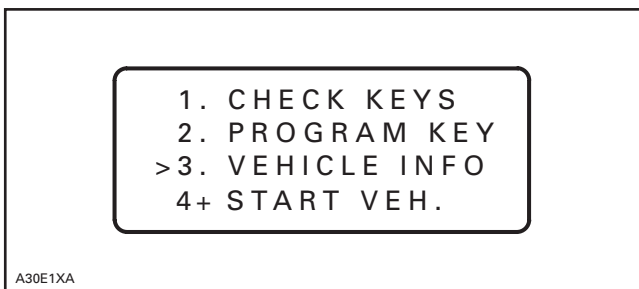 1. CHECK KEYS
2. PROGRAM KEY
>3. VEHICLE INFO
4+ START VEH.
A30E1XA